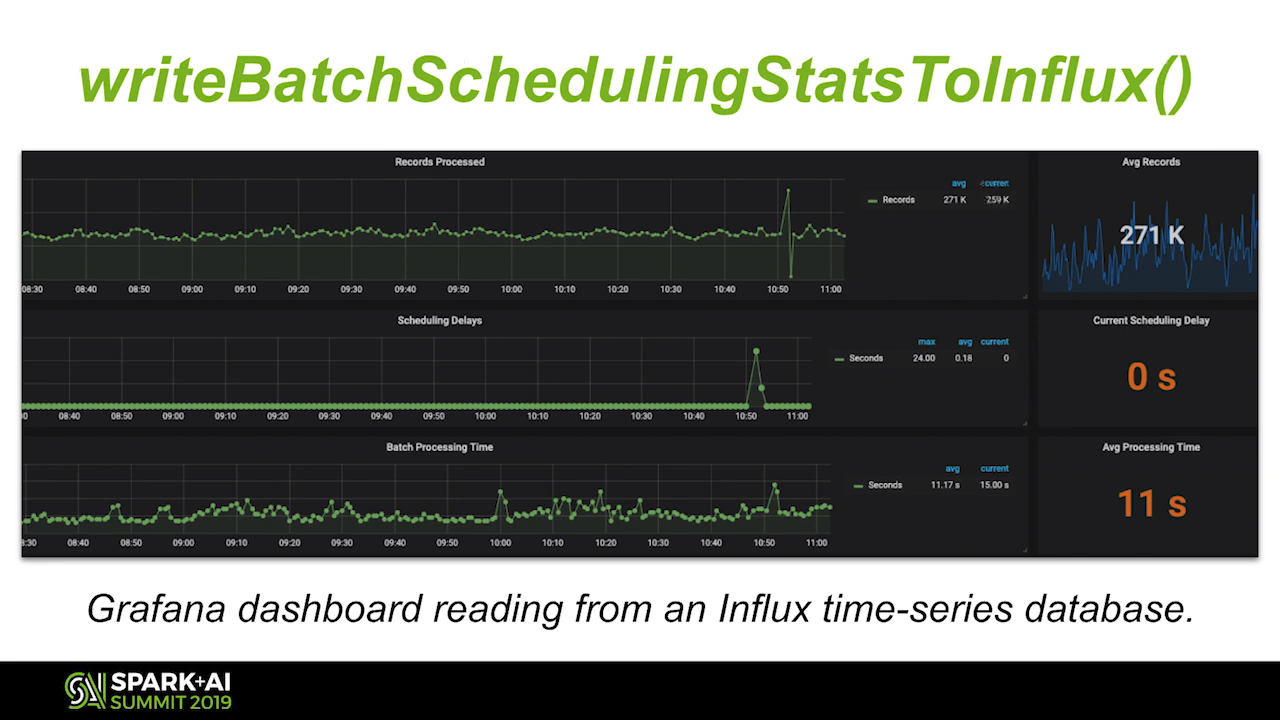 writeBatchSchedulingStatsToInflux()
Records Processed
avg current
Records 271 K 259 K
08:30 08:40 08:50 09:00 09:10 09:20 09:30 09:40 09:50 10:00 10:10 10:20 10:30 10:40 10:50 11:00
Avg Records
271 K
Scheduling Delays
max avg current
Seconds 24.00 0.18 0
0 08:40 08:50 09:00 09:10 09:20 09:30 09:40 09:50 10:00 10:10 10:20 10:30 10:40 10:50 11:00
Current Scheduling Delay
0 s
Batch Processing Time
avg current
Seconds 11.17 s 15.00 s
8:30 08:40 08:50 09:00 09:10 09:20 09:30 09:40 09:50 10:00 10:10 10:20 10:30 10:40 10:50 11:00
Avg Processing Time
11 s
Grafana dashboard reading from an Influx time-series database.
SPARK+AI
SUMMIT 2019